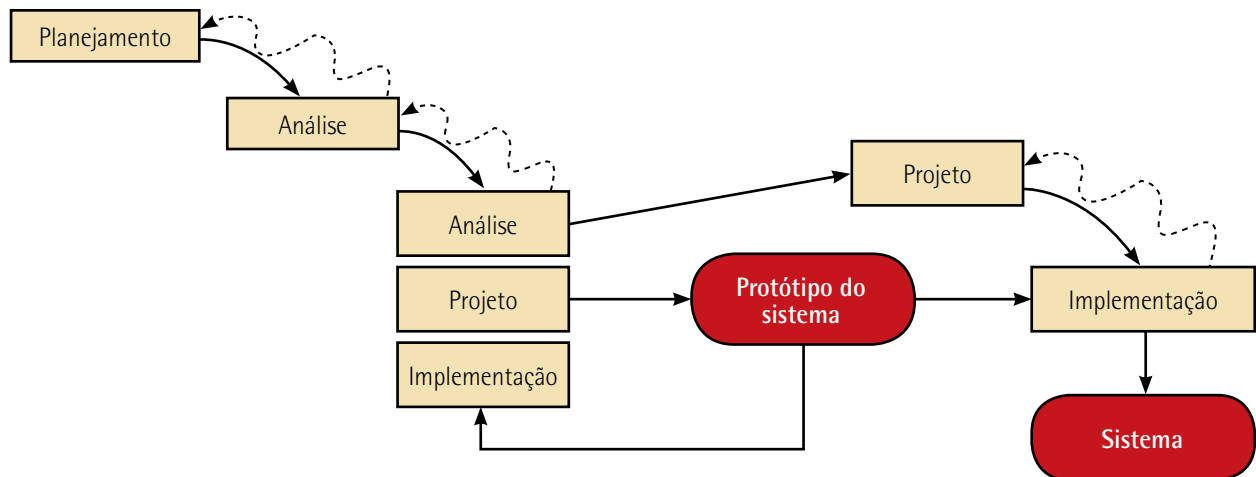 Planejamento
Análise
Análise
Projeto
Implementação
Protótipo do
sistema
Projeto
Implementação
Sistema